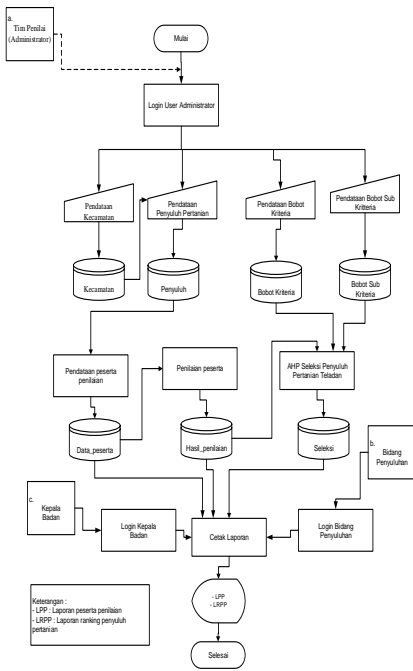 a.
Tim Penilai
(Administrator)
Mulai
Login User Administrator
Pendataan
Kecamatan
Pendataan
Penyuluh Pertanian
Pendataan Bobot
Kriteria
Pendataan Bobot Sub
Kritteria
Kecamatan
Penyuluh
Bobot Kriteria
Bobot Sub
Kriteria
Pendataan peserta
penilaian
Penilaian peserta
AHP Seleksi Penyuluh
Pertanian Teladan
Data_peserta
Hasil_penilaian
Seleksi
b.
Bidang
Penyuluhan
c.
Kepala
Badan
Login Kepala
Badan
Cetak Laporan
Login Bidang
Penyuluhan
Keterangan :
- LPP : Laporan peserta penilaian
- LRPP : Laporan ranking penyuluh
pertanian
- LPP
- LRPP
Selesai